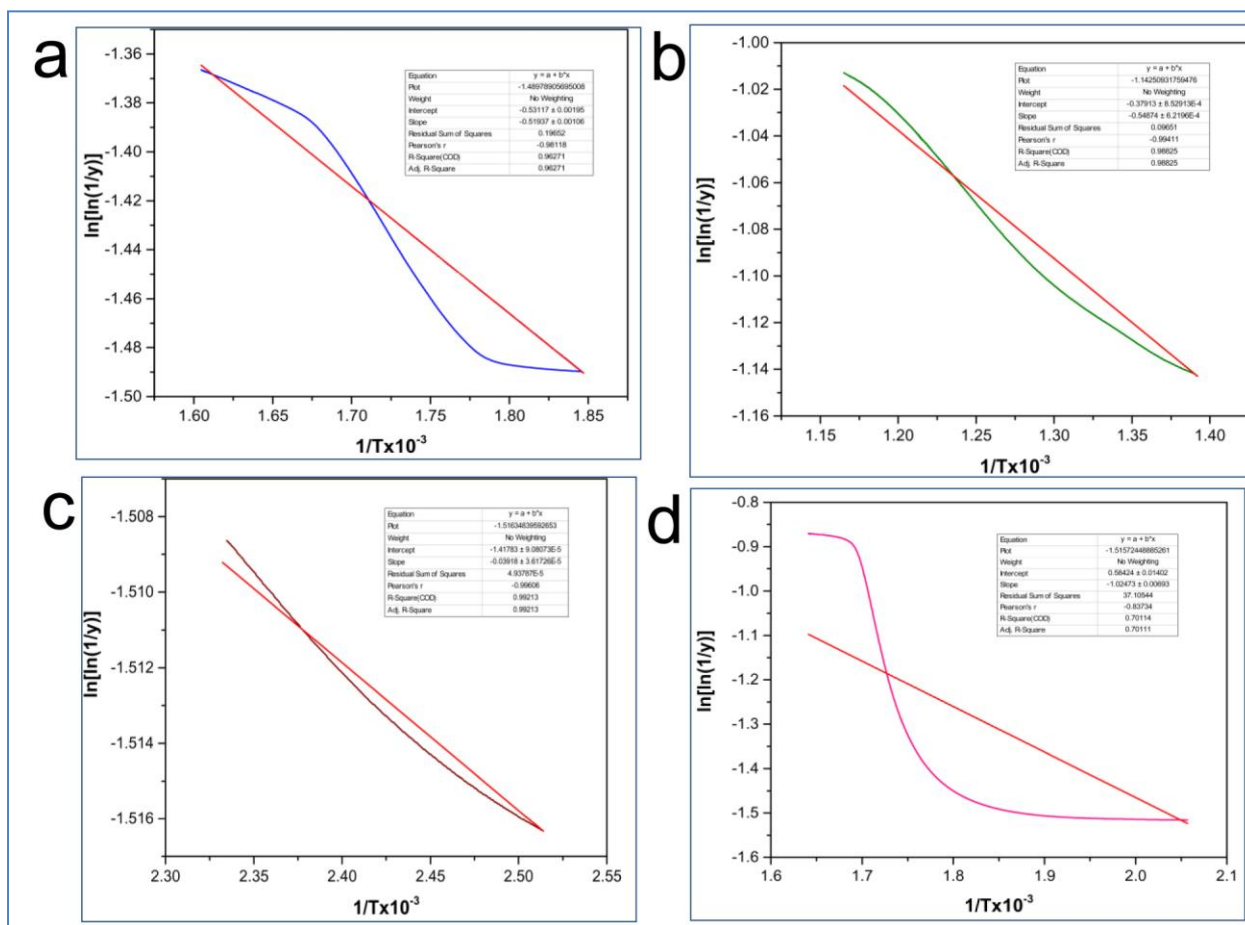 a
ln[ln(1/y)]
-1.36
-1.38
-1.40
-1.42
-1.44
-1.46
-1.48
-1.50
1.60 1.65 1.70 1.75 1.80 1.85
1/Tx10-3
Equation y = a + b*x
Plot -1.48978905695008
Weight No Weighting
Intercept -0.53117 ± 0.00195
Slope -0.51937 ± 0.00106
Residual Sum of Squares 0.19652
Pearson's r -0.98118
R-Square(COD) 0.96271
Adj. R-Square 0.96271
b
ln[ln(1/y)]
-1.00
-1.02
-1.04
-1.06
-1.08
-1.10
-1.12
-1.14
-1.16
1.15 1.20 1.25 1.30 1.35 1.40
1/Tx10-3
Equation y = a + b*x
Plot -1.14250931759476
Weight No Weighting
Intercept -0.37913 ± 8.52913E-4
Slope -0.54874 ± 6.2196E-4
Residual Sum of Squares 0.09651
Pearson's r -0.99411
R-Square(COD) 0.98825
Adj. R-Square 0.98825
c
ln[ln(1/y)]
-1.508
-1.510
-1.512
-1.514
-1.516
2.30 2.35 2.40 2.45 2.50 2.55
1/Tx10-3
Equation y = a + b*x
Plot -1.51634839592653
Weight No Weighting
Intercept -1.41783 ± 9.08073E-5
Slope -0.03918 ± 3.61726E-5
Residual Sum of Squares 4.93787E-5
Pearson's r -0.99606
R-Square(COD) 0.99213
Adj. R-Square 0.99213
d
ln[ln(1/y)]
-0.8
-0.9
-1.0
-1.1
-1.2
-1.3
-1.4
-1.5
-1.6
1.6 1.7 1.8 1.9 2.0 2.1
1/Tx10-3
Equation y = a + b*x
Plot -1.51572448885261
Weight No Weighting
Intercept 0.58424 ± 0.01402
Slope -1.02473 ± 0.00693
Residual Sum of Squares 37.10544
Pearson's r -0.83734
R-Square(COD) 0.70114
Adj. R-Square 0.70111